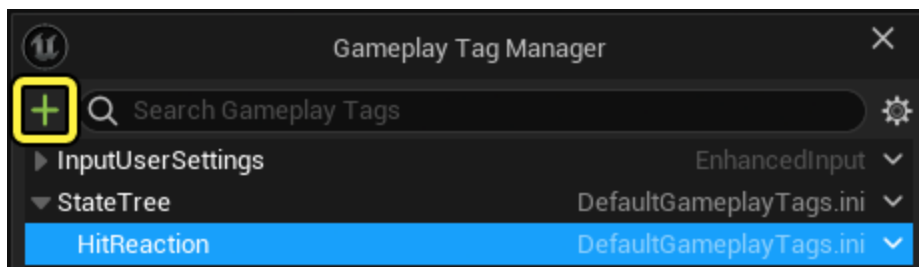 Gameplay Tag Manager
Search Gameplay Tags
InputUserSettings EnhancedInput
StateTree DefaultGameplayTags.ini
HitReaction DefaultGameplayTags.ini